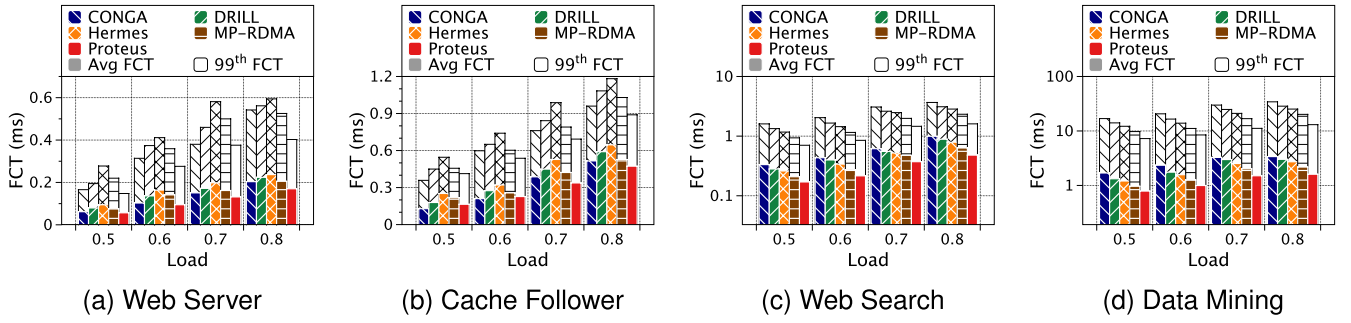 CONGA DRILL
Hermes MP-RDMA
Proteus
Avg FCT 99th FCT
FCT (ms)
0.6
0.4
0.2
0
0.5 0.6 0.7 0.8
Load
(a) Web Server
CONGA DRILL
Hermes MP-RDMA
Proteus
Avg FCT 99th FCT
FCT (ms)
1.2
0.9
0.6
0.3
0
0.5 0.6 0.7 0.8
Load
(b) Cache Follower
CONGA DRILL
Hermes MP-RDMA
Proteus
Avg FCT 99th FCT
FCT (ms)
10
1
0.1
0.5 0.6 0.7 0.8
Load
(c) Web Search
CONGA DRILL
Hermes MP-RDMA
Proteus
Avg FCT 99th FCT
FCT (ms)
100
10
1
0.5 0.6 0.7 0.8
Load
(d) Data Mining